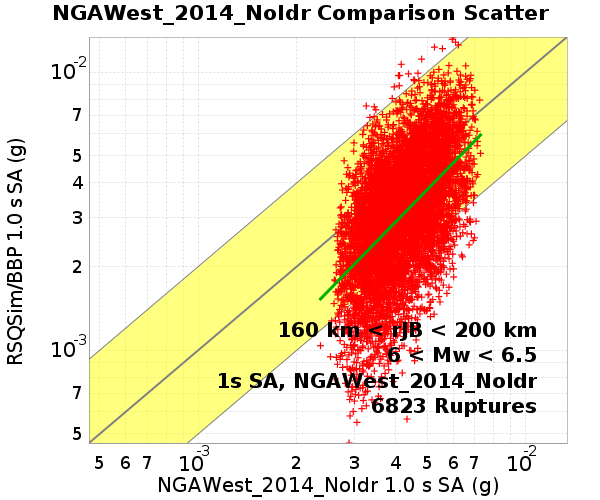 NGAWest_2014_NoIdr Comparison Scatter
RSQSim/BBP 1.0 s SA (g)
10-2
7
5
4
3
2
10-3
7
5
160 km < rJB < 200 km
6 < Mw < 6.5
1s SA, NGAWest_2014_NoIdr
6823 Ruptures
5 6 7 10-3 2 3 4 5 6 7 10-2
NGAWest_2014_NoIdr 1.0 s SA (g)